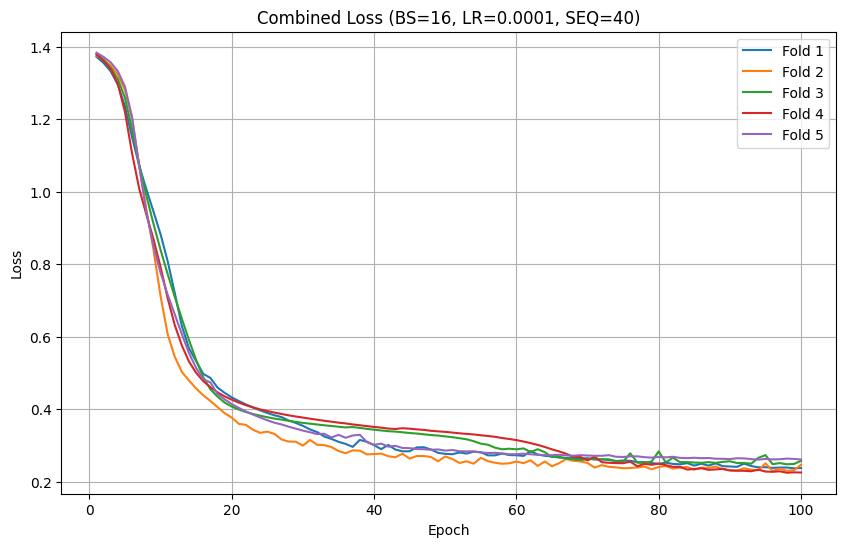 Combined Loss (BS=16, LR=0.0001, SEQ=40)
Loss
1.4
1.2
1.0
0.8
0.6
0.4
0.2
Fold 1
Fold 2
Fold 3
Fold 4
Fold 5
0 20 40 60 80 100
Epoch